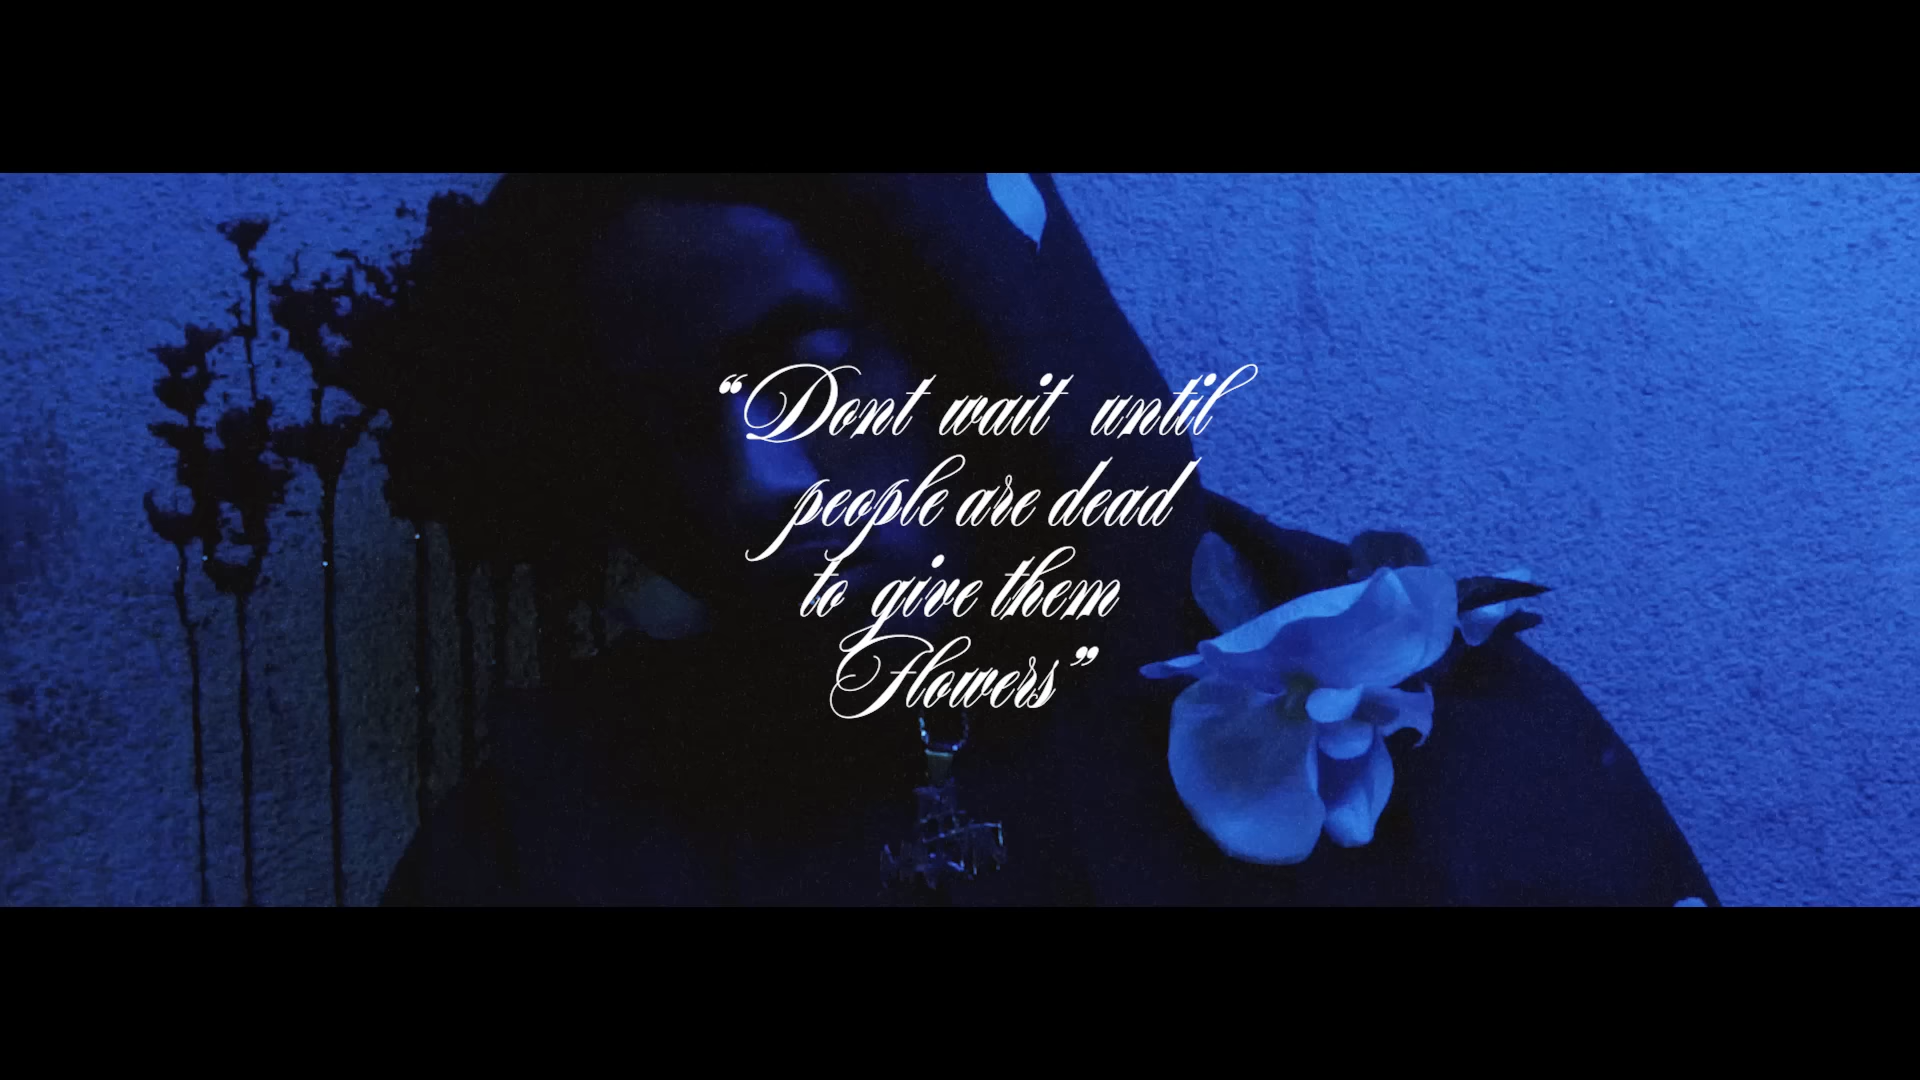 “Dont wait until
people are dead
to give them
Flowers”